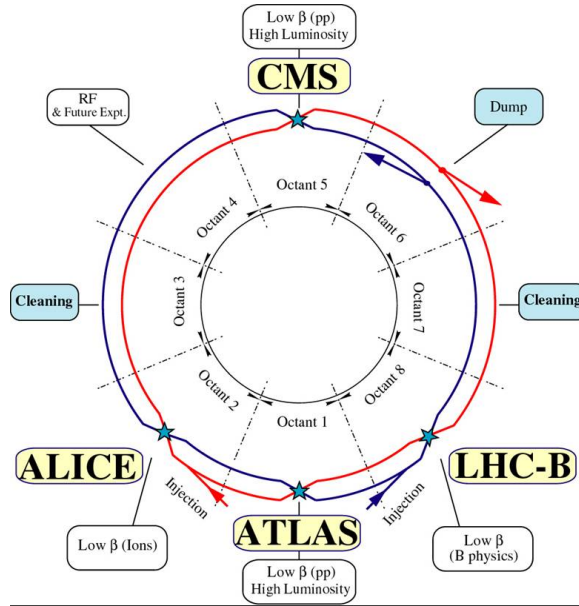 Low β (pp)
High Luminosity
CMS
RF
& Future Expt.
Dump
Octant 5
Octant 4
Octant 6
Cleaning
Octant 3
Octant 7
Cleaning
Octant 2
Octant 8
Octant 1
ALICE
LHC-B
Injection
Injection
ATLAS
Low β (Ions)
Low β
(B physics)
Low β (pp)
High Luminosity